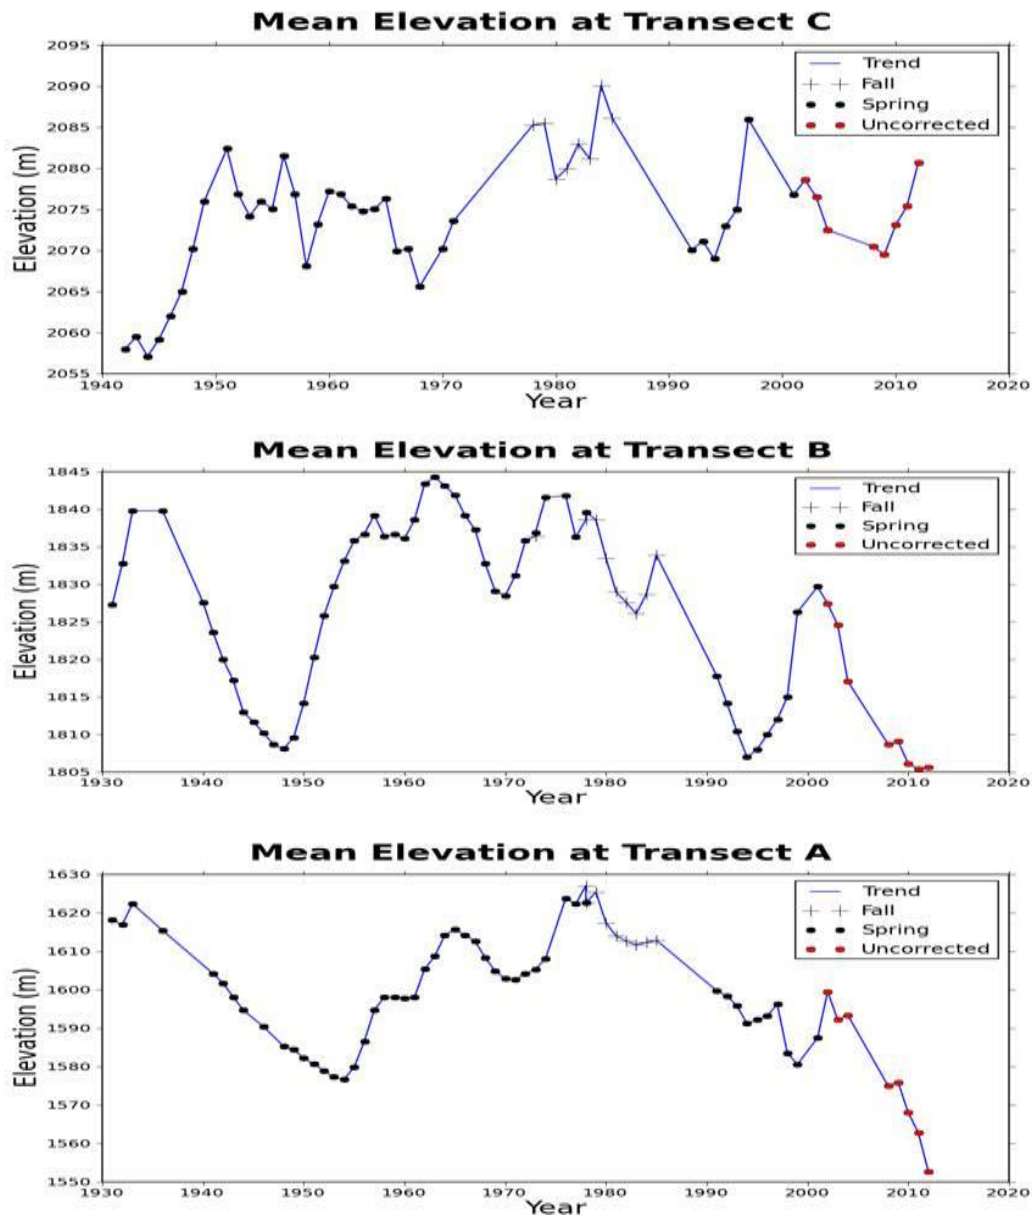 Mean Elevation at Transect C
2095
2090
2085
2080
2075
2070
2065
2060
2055
Elevation (m)
Trend
Fall
Spring
Uncorrected
1940 1950 1960 1970 1980 1990 2000 2010 2020
Year
Mean Elevation at Transect B
1845
1840
1835
1830
1825
1820
1815
1810
1805
Elevation (m)
Trend
Fall
Spring
Uncorrected
1930 1940 1950 1960 1970 1980 1990 2000 2010 2020
Year
Mean Elevation at Transect A
1630
1620
1610
1600
1590
1580
1570
1560
1550
Elevation (m)
Trend
Fall
Spring
Uncorrected
1930 1940 1950 1960 1970 1980 1990 2000 2010 2020
Year